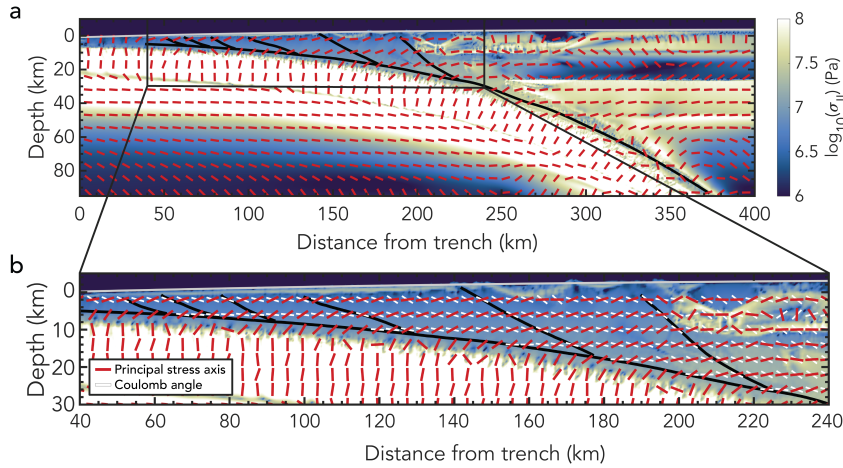 a
0
20
40
60
80
Depth (km)
0 50 100 150 200 250 300 350 400
Distance from trench (km)
8
7.5
7
6.5
6
log10(σII) (Pa)
b
0
10
20
30
Depth (km)
Principal stress axis
Coulomb angle
40 60 80 100 120 140 160 180 200 220 240
Distance from trench (km)